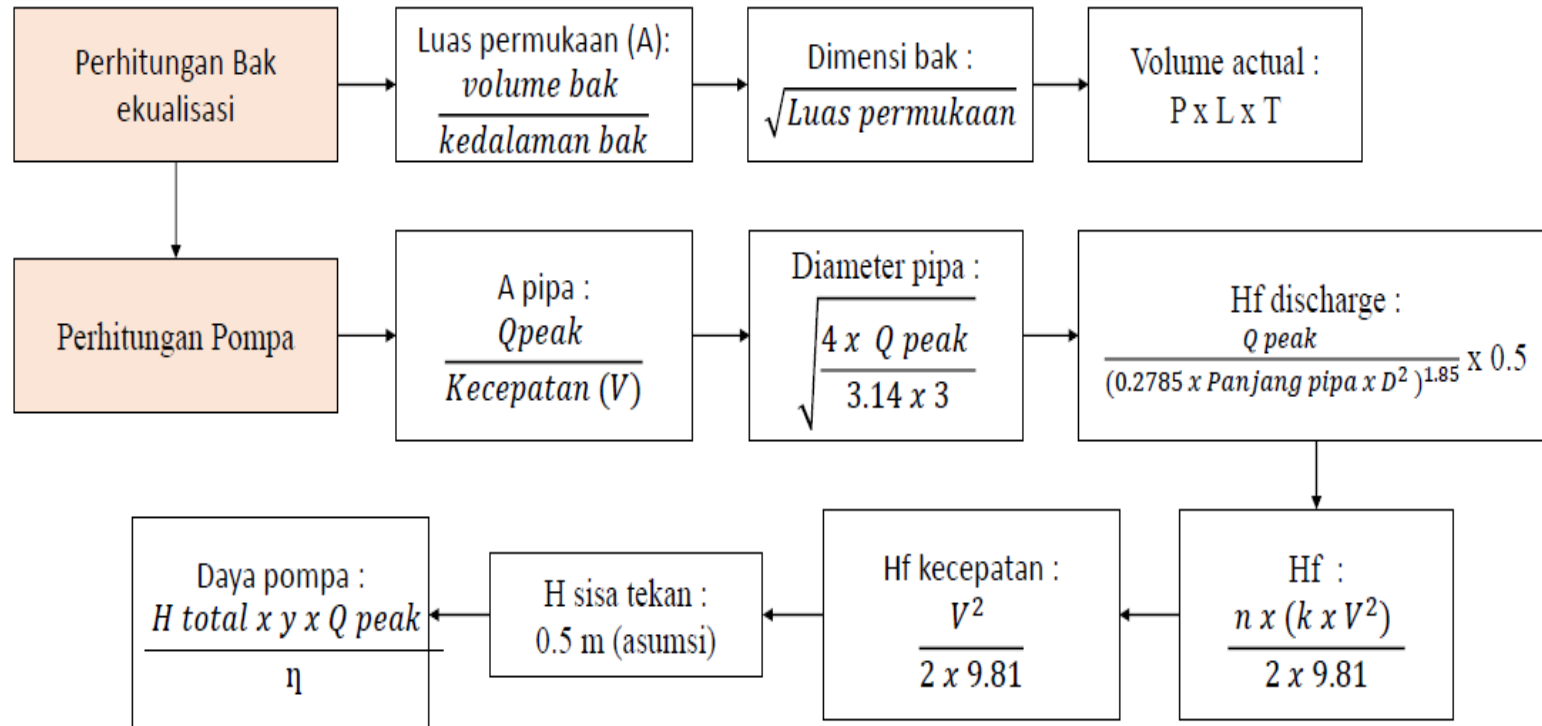 Perhitungan Bak
ekualisasi
Luas permukaan (A):
volume bak
kedalaman bak
Dimensi bak :
√Luas permukaan
Volume actual :
P x L x T
Perhitungan Pompa
A pipa :
Qpeak
Kecepatan (V)
Diameter pipa :
√4 x Q peak
3.14 x 3
Hf discharge :
Q peak
(0.2785 x Panjang pipa x D²)¹·⁸⁵ x 0.5
Hf :
n x (k x V²)
2 x 9.81
Hf kecepatan :
V²
2 x 9.81
H sisa tekan :
0.5 m (asumsi)
Daya pompa :
H total x y x Q peak
η